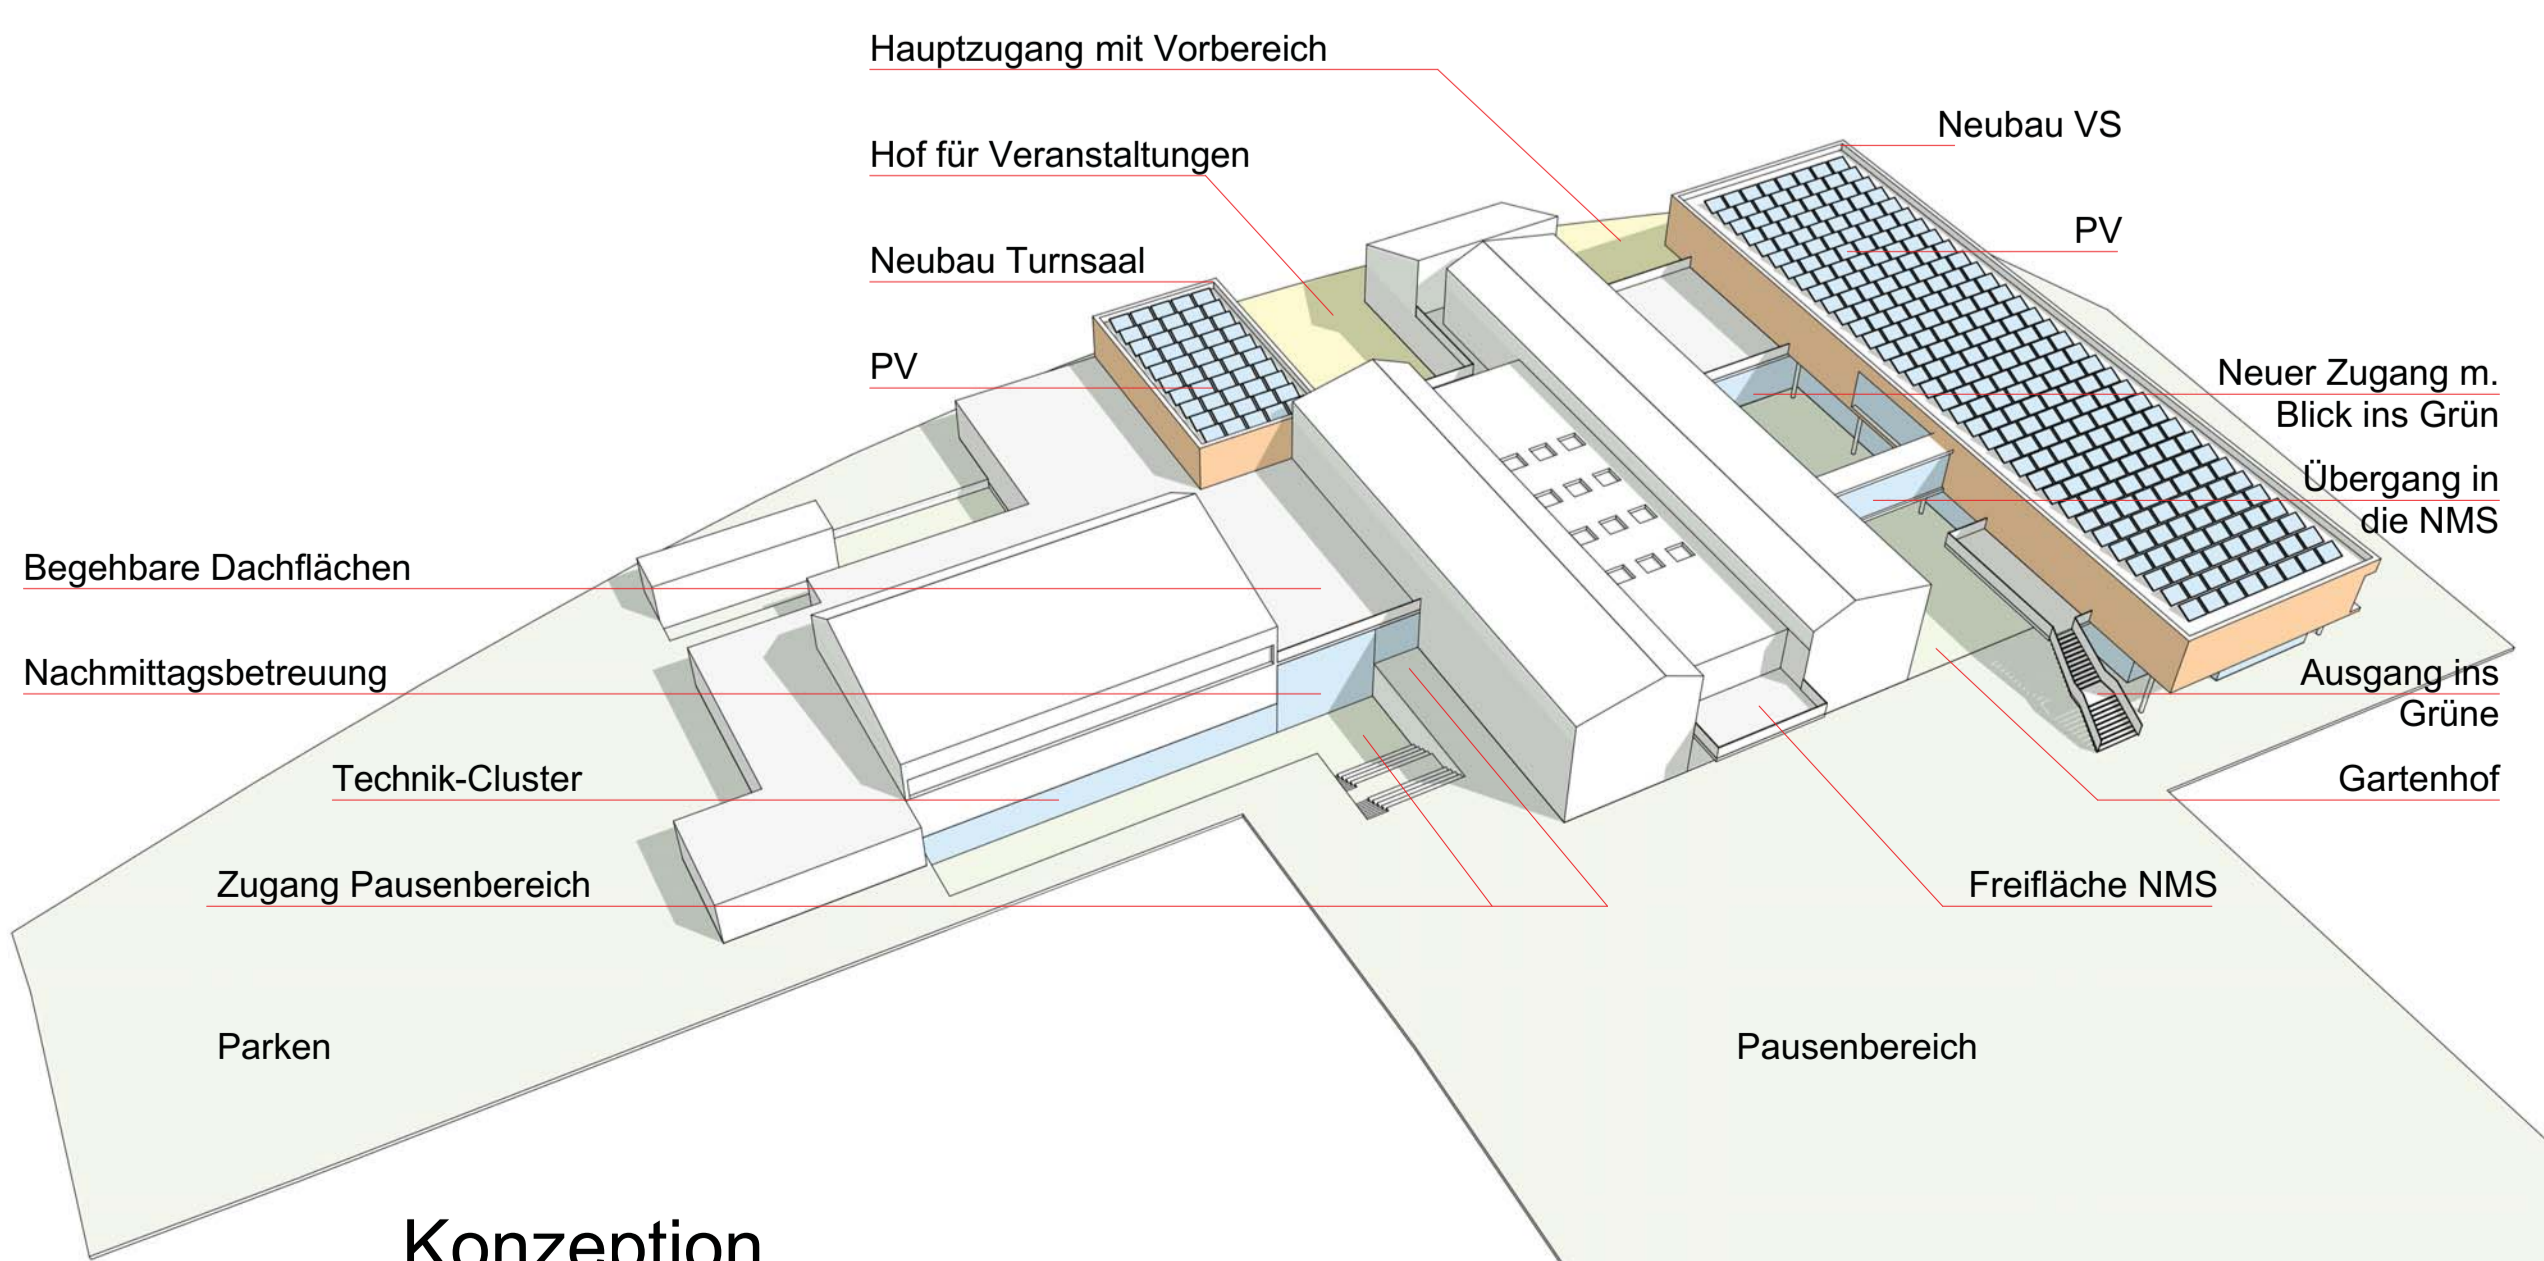 Hauptzugang mit Vorbereich
Hof für Veranstaltungen
Neubau Turnsaal
PV
Neubau VS
PV
Neuer Zugang m.
Blick ins Grün
Übergang in
die NMS
Begehbare Dachflächen
Nachmittagsbetreuung
Technik-Cluster
Zugang Pausenbereich
Ausgang ins
Grüne
Gartenhof
Freifläche NMS
Parken
Pausenbereich
Konzeption